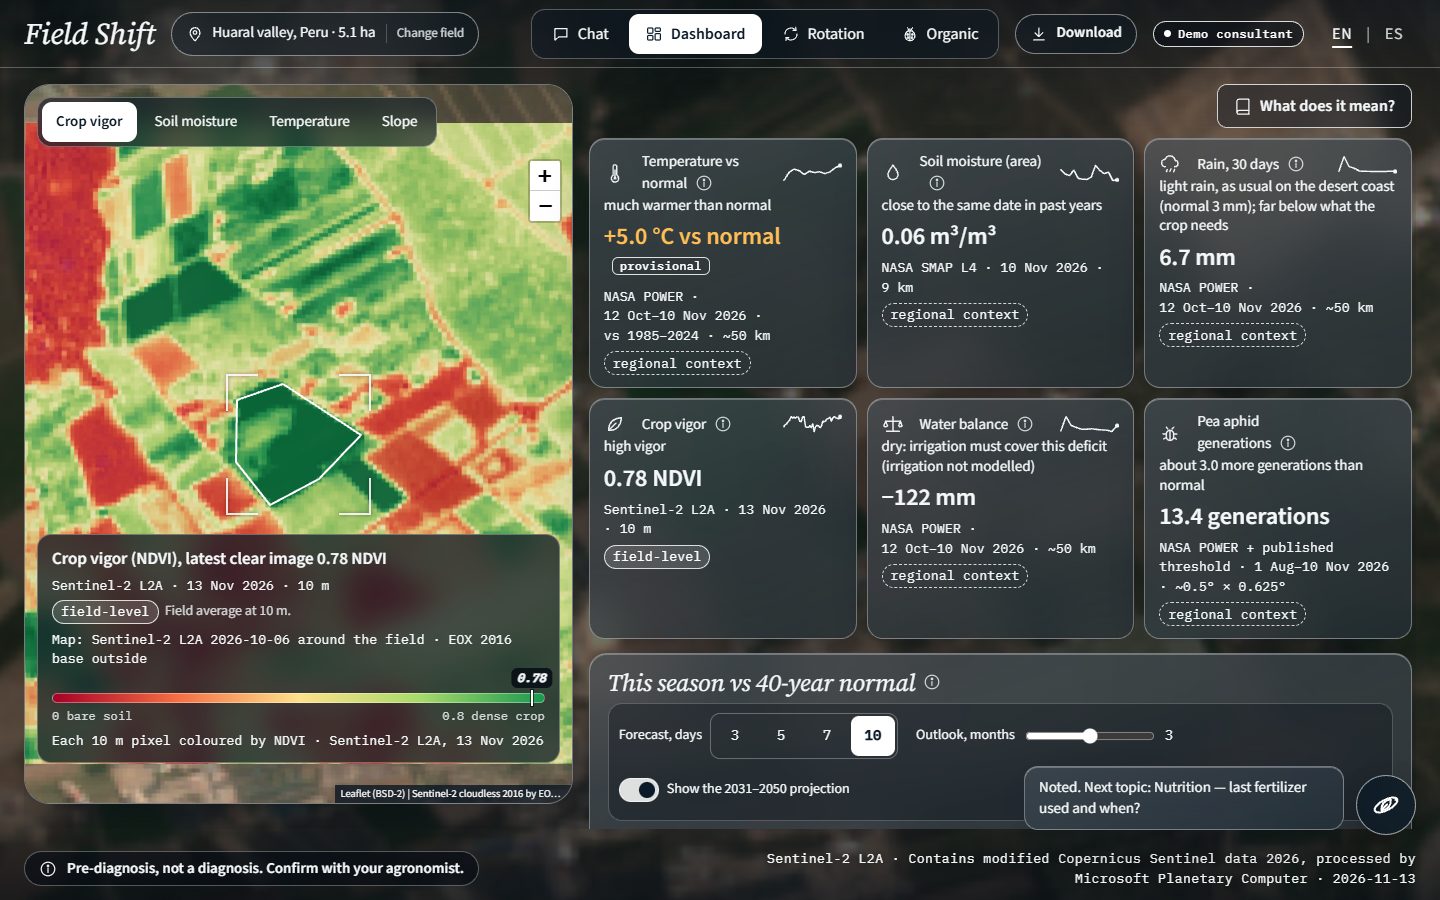 Field Shift
Huaral valley, Peru · 5.1 ha
Change field
Chat
Dashboard
Rotation
Organic
Download
Demo consultant
EN | ES
Crop vigor
Soil moisture
Temperature
Slope
+
−
Crop vigor (NDVI), latest clear image 0.78 NDVI
Sentinel-2 L2A · 13 Nov 2026 · 10 m
field-level Field average at 10 m.
Map: Sentinel-2 L2A 2026-10-06 around the field · EOX 2016
base outside
0.78
0 bare soil
0.8 dense crop
Each 10 m pixel coloured by NDVI · Sentinel-2 L2A, 13 Nov 2026
Leaflet (BSD-2) | Sentinel-2 cloudless 2016 by EO...
What does it mean?
Temperature vs
normal
much warmer than normal
+5.0 °C vs normal
provisional
NASA POWER ·
12 Oct–10 Nov 2026 ·
vs 1985–2024 · ~50 km
regional context
Soil moisture (area)
close to the same date in past years
0.06 m³/m³
NASA SMAP L4 · 10 Nov 2026 ·
9 km
regional context
Rain, 30 days
light rain, as usual on the desert coast
(normal 3 mm); far below what the
crop needs
6.7 mm
NASA POWER ·
12 Oct–10 Nov 2026 · ~50 km
regional context
Crop vigor
high vigor
0.78 NDVI
Sentinel-2 L2A · 13 Nov 2026
· 10 m
field-level
Water balance
dry: irrigation must cover this deficit
(irrigation not modelled)
−122 mm
NASA POWER ·
12 Oct–10 Nov 2026 · ~50 km
regional context
Pea aphid
generations
about 3.0 more generations than
normal
13.4 generations
NASA POWER + published
threshold · 1 Aug–10 Nov 2026
· ~0.5° × 0.625°
regional context
This season vs 40-year normal
Forecast, days
3
5
7
10
Outlook, months
3
Show the 2031–2050 projection
Noted. Next topic: Nutrition — last fertilizer
used and when?
Pre-diagnosis, not a diagnosis. Confirm with your agronomist.
Sentinel-2 L2A · Contains modified Copernicus Sentinel data 2026, processed by
Microsoft Planetary Computer · 2026-11-13